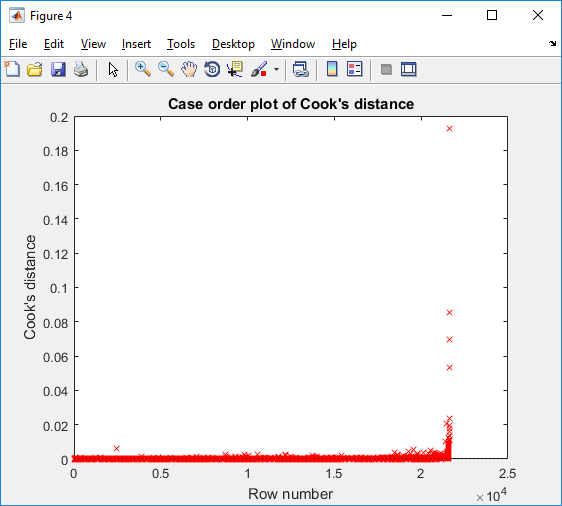 Figure 4
File Edit View Insert Tools Desktop Window Help
Case order plot of Cook's distance
0.2
0.18
0.16
0.14
0.12
0.1
0.08
0.06
0.04
0.02
0
Cook's distance
0 0.5 1 1.5 2 2.5
Row number
× 10^4